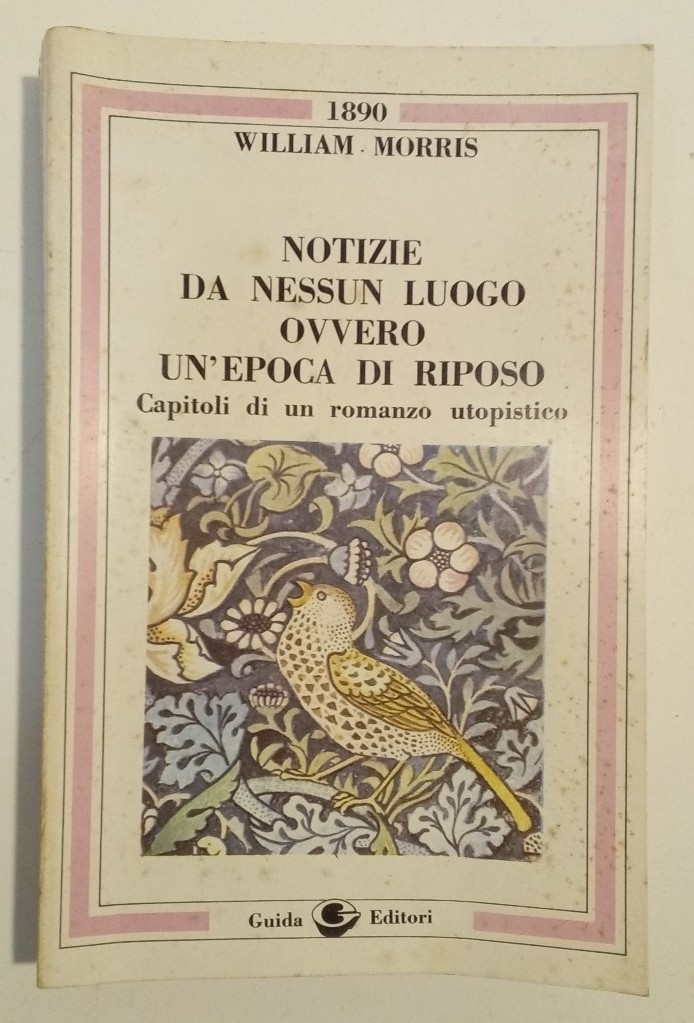 1890
WILLIAM · MORRIS
NOTIZIE
DA NESSUN LUOGO
OVVERO
UN'EPOCA DI RIPOSO
Capitoli di un romanzo utopistico
Guida Editori